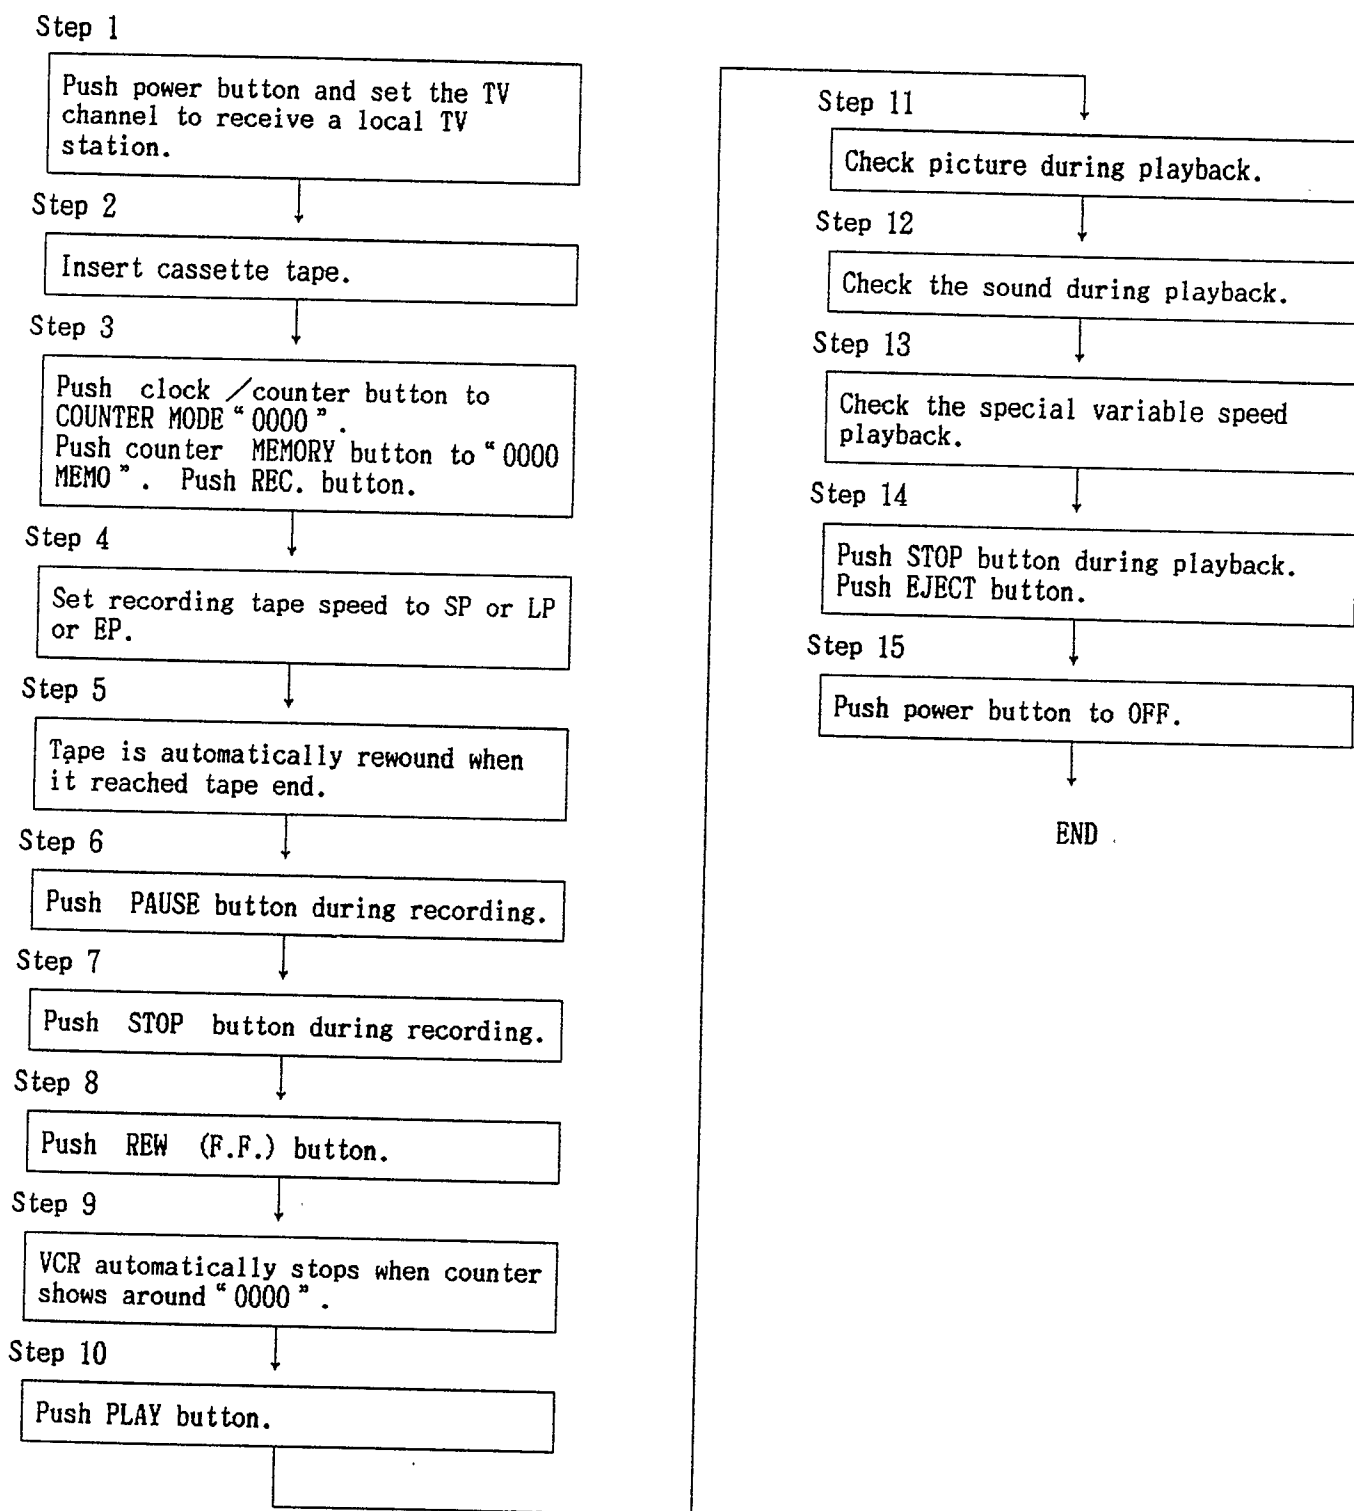 Step 1
Push power button and set the TV
channel to receive a local TV
station.
Step 2
Insert cassette tape.
Step 3
Push clock /counter button to
COUNTER MODE “ 0000 ” .
Push counter MEMORY button to “ 0000
MEMO ” . Push REC. button.
Step 4
Set recording tape speed to SP or LP
or EP.
Step 5
Tape is automatically rewound when
it reached tape end.
Step 6
Push PAUSE button during recording.
Step 7
Push STOP button during recording.
Step 8
Push REW (F.F.) button.
Step 9
VCR automatically stops when counter
shows around “ 0000 ” .
Step 10
Push PLAY button.
Step 11
Check picture during playback.
Step 12
Check the sound during playback.
Step 13
Check the special variable speed
playback.
Step 14
Push STOP button during playback.
Push EJECT button.
Step 15
Push power button to OFF.
END